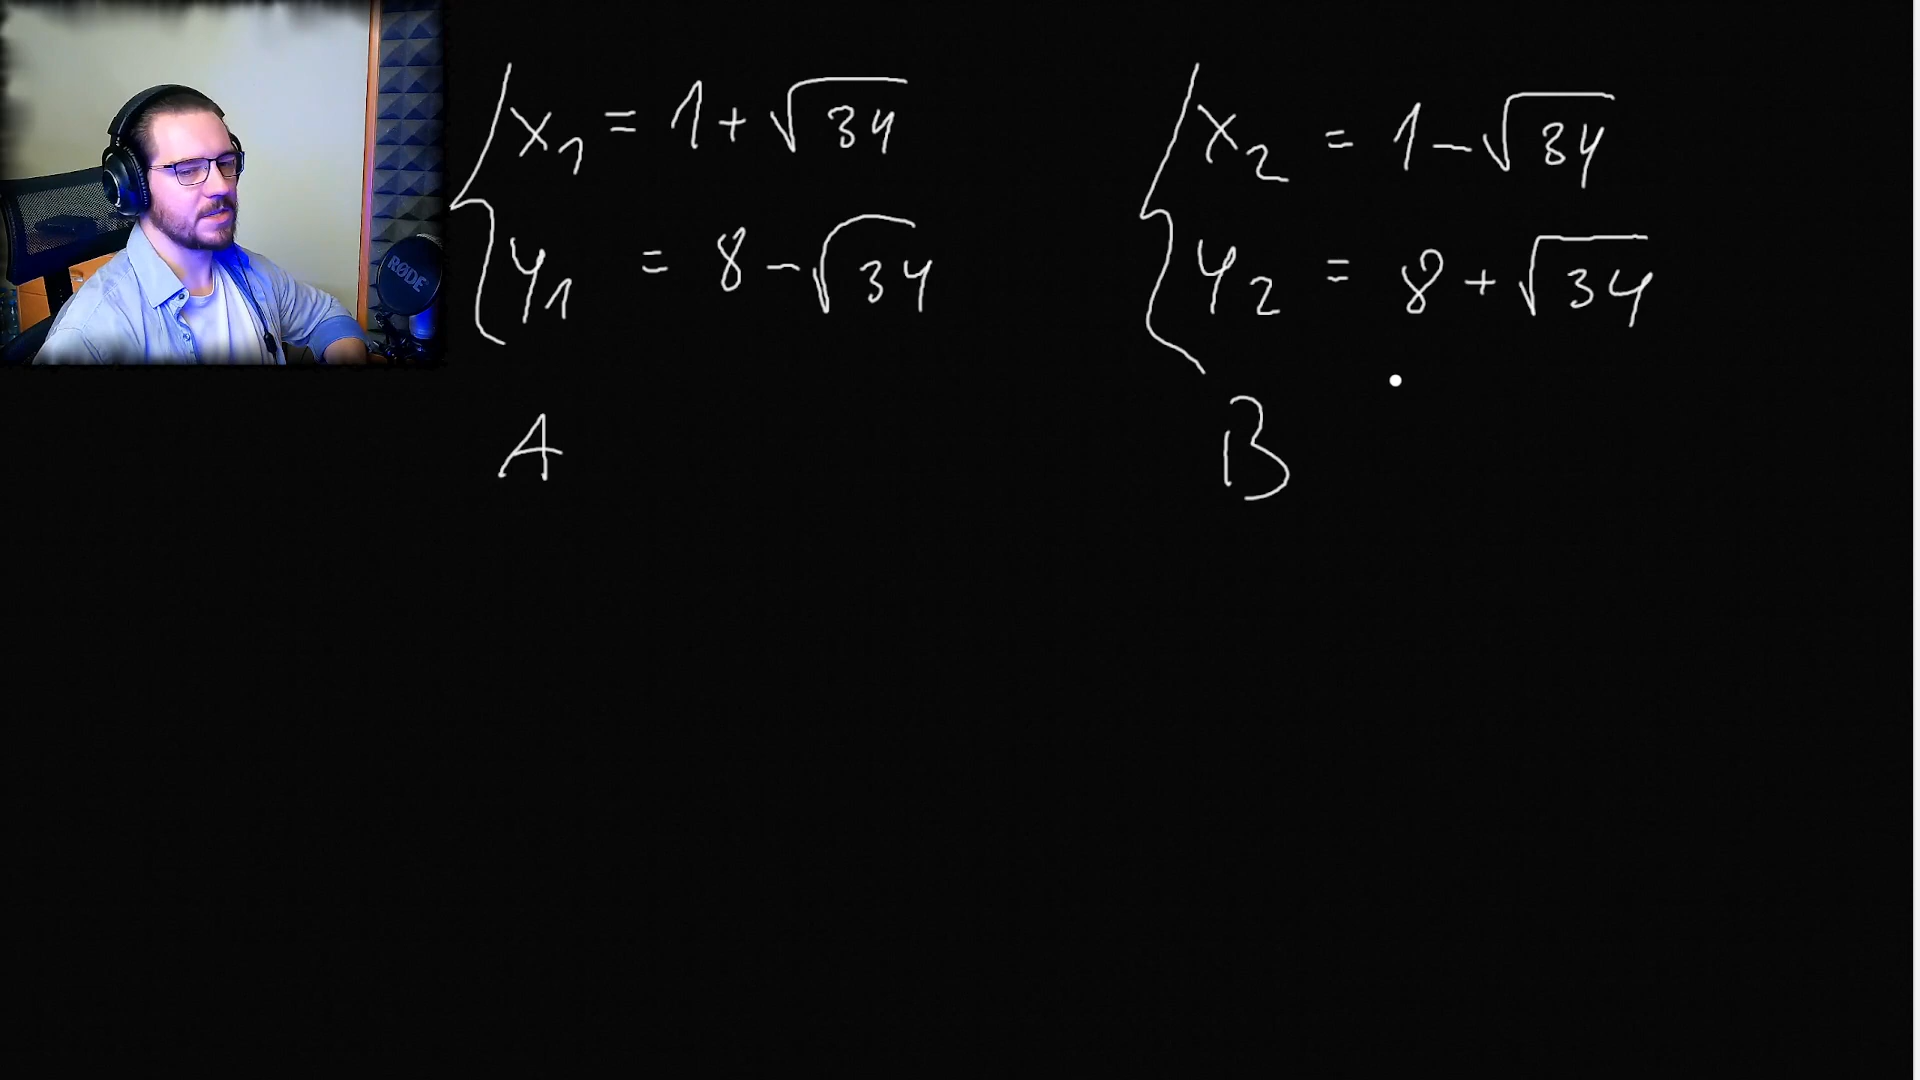 x₁ = 1 + √34
y₁ = 8 - √34
A
x₂ = 1 - √34
y₂ = 8 + √34
B
RØDE